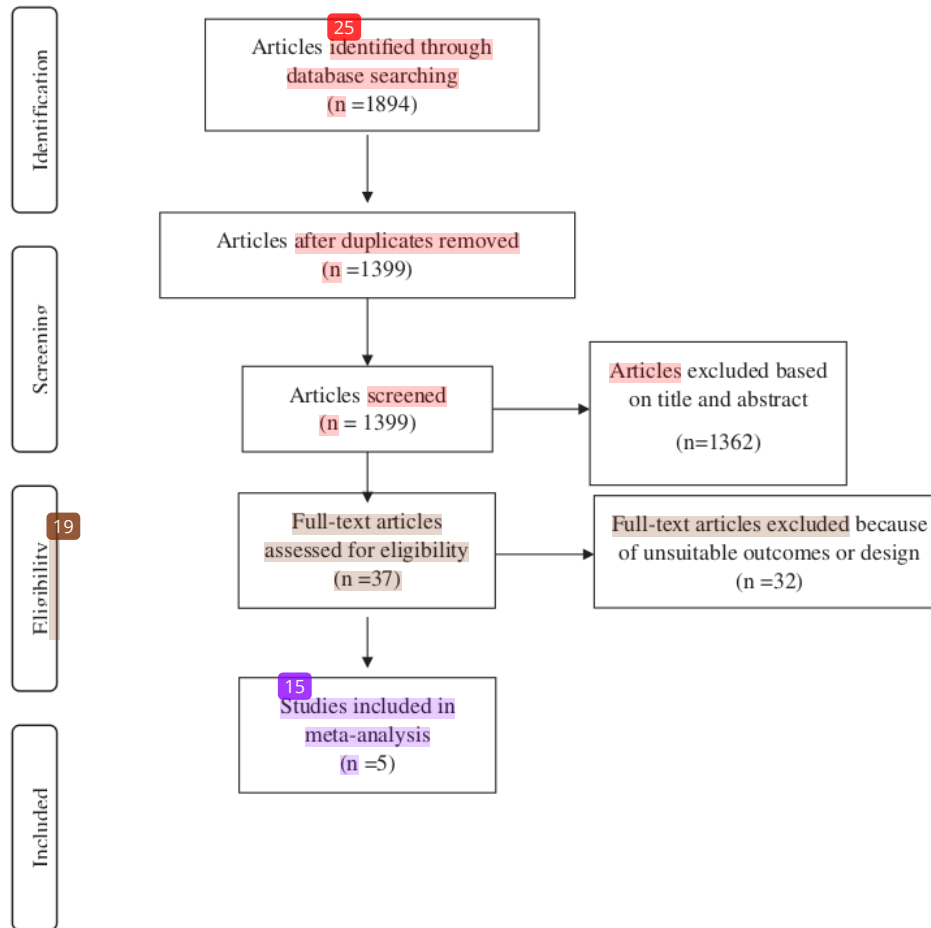 Identification
25
Articles identified through
database searching
(n =1894)
Articles after duplicates removed
(n =1399)
Screening
Articles screened
(n = 1399)
Articles excluded based
on title and abstract
(n=1362)
Eligibility
19
Full-text articles
assessed for eligibility
(n =37)
Full-text articles excluded because
of unsuitable outcomes or design
(n =32)
15
Studies included in
meta-analysis
(n =5)
Included